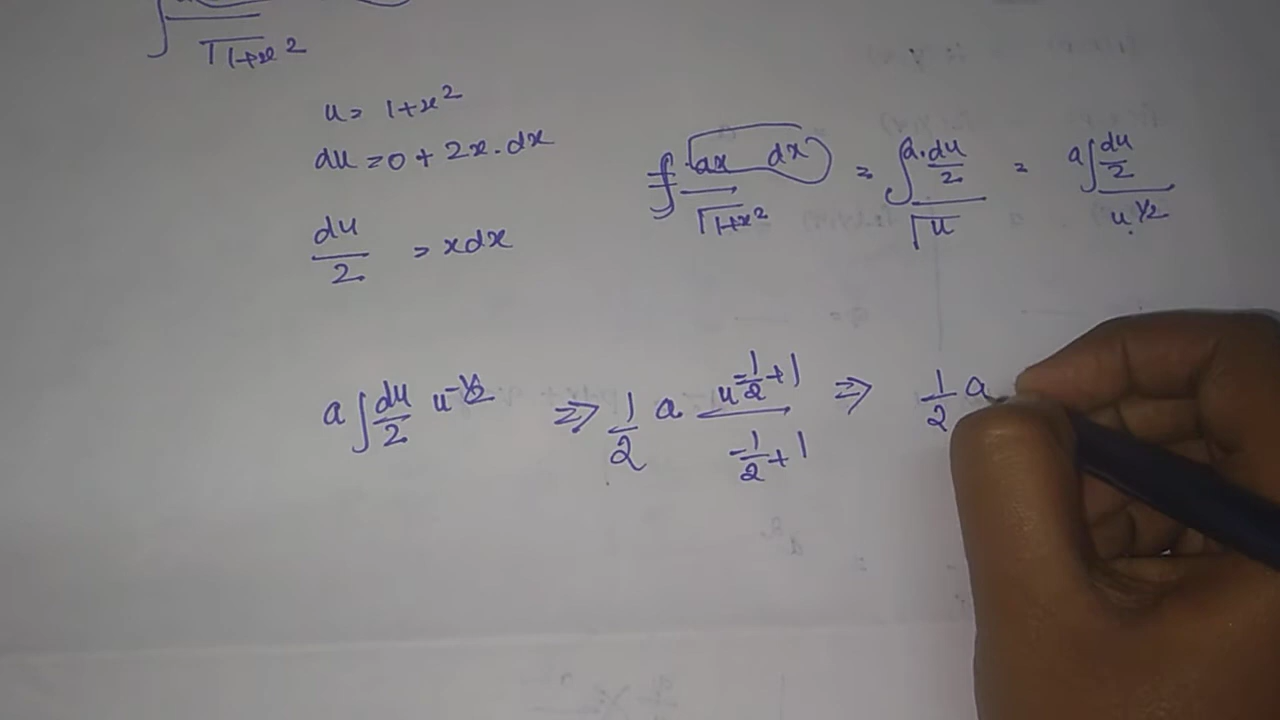 √1+x²
u = 1+x²
du = 0 + 2x.dx
∫ ax dx / √1+x² = ∫ a.du/2 / √u = a∫ du/2 / u^1/2
du/2 = xdx
a∫ du/2 u^-1/2 ⇒ 1/2 a u^-1/2+1 / -1/2+1 ⇒ 1/2 a